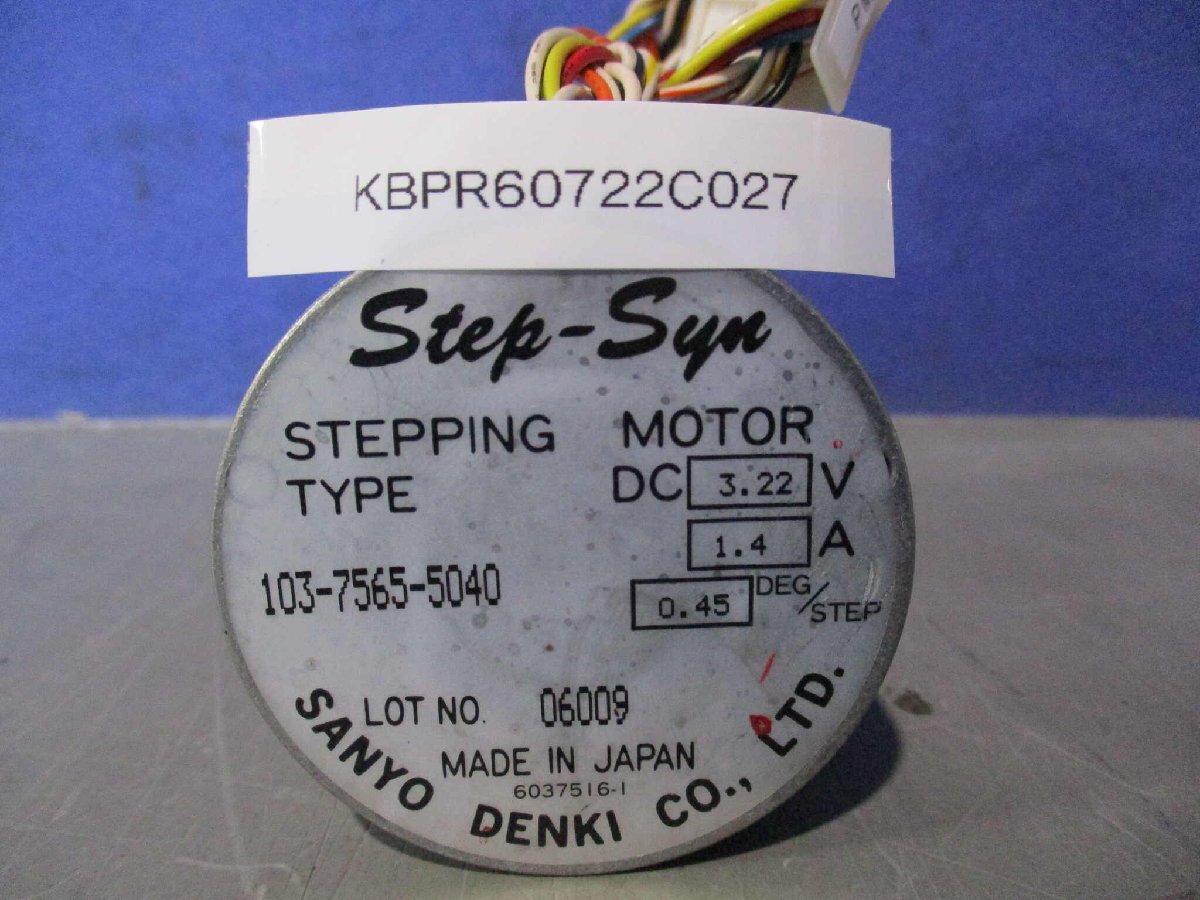 KBPR60722C027
Step-Syn
STEPPING MOTOR
TYPE DC 3.22 V
1.4 A
103-7565-5040
0.45 DEG/STEP
LOT NO. 06009
MADE IN JAPAN
6037516-1
SANYO DENKI CO., LTD.